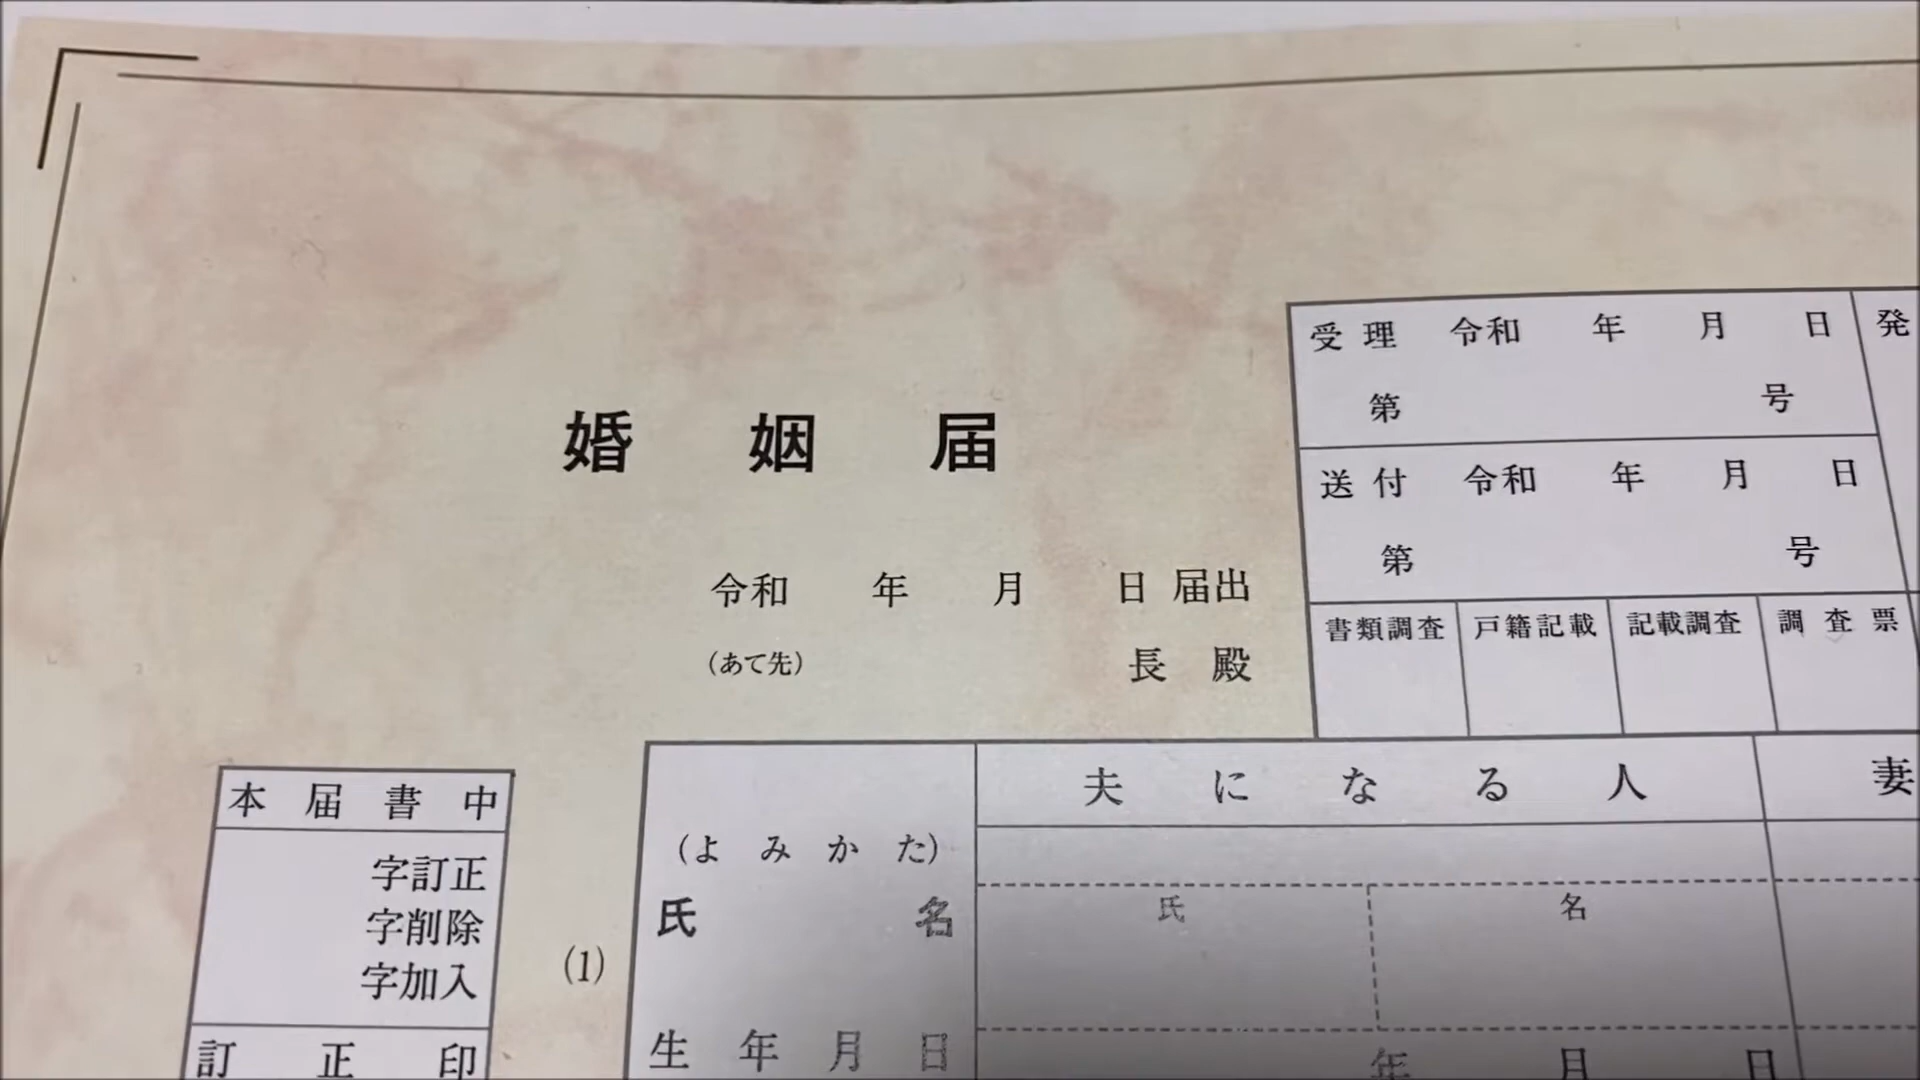 婚姻届
令和 年 月 日 届出
(あて先) 長 殿
受理 令和 年 月 日
第 号
送付 令和 年 月 日
第 号
発
書類調査 戸籍記載 記載調査 調査票
本届書中
字訂正
字削除
字加入
訂正印
(1)
夫になる人 妻
(よみかた)
氏名 氏 名
生年月日 年 月 日